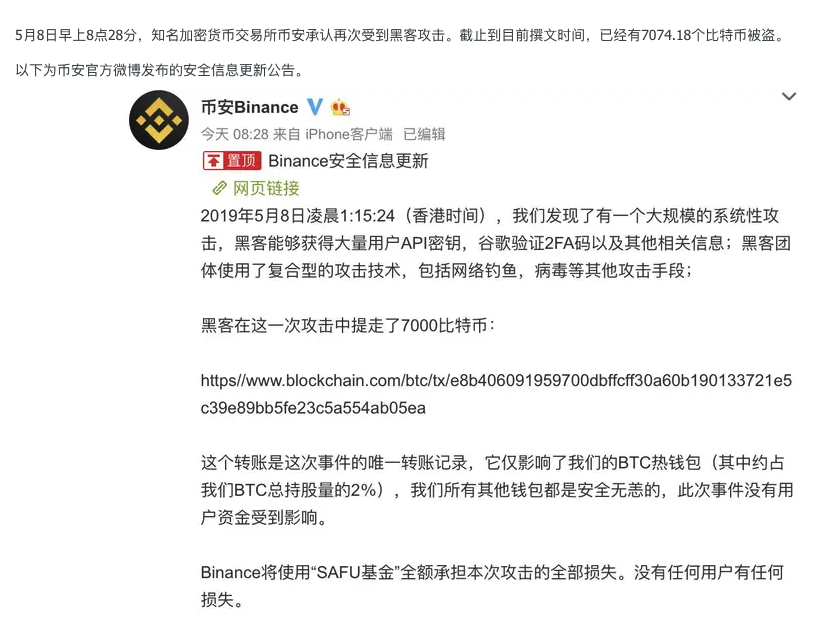 5月8日早上8点28分，知名加密货币交易所币安承认再次受到黑客攻击。截止到目前撰文时间，已经有7074.18个比特币被盗。
以下为币安官方微博发布的安全信息更新公告。
币安Binance
今天 08:28 来自 iPhone客户端 已编辑
置顶 Binance安全信息更新
网页链接
2019年5月8日凌晨1:15:24（香港时间），我们发现了有一个大规模的系统性攻
击，黑客能够获得大量用户API密钥，谷歌验证2FA码以及其他相关信息；黑客团
体使用了复合型的攻击技术，包括网络钓鱼，病毒等其他攻击手段；
黑客在这一次攻击中提走了7000比特币：
https//www.blockchain.com/btc/tx/e8b406091959700dbffcff30a60b190133721e5
c39e89bb5fe23c5a554ab05ea
这个转账是这次事件的唯一转账记录，它仅影响了我们的BTC热钱包（其中约占
我们BTC总持股量的2%），我们所有其他钱包都是安全无恙的，此次事件没有用
户资金受到影响。
Binance将使用“SAFU基金”全额承担本次攻击的全部损失。没有任何用户有任何
损失。